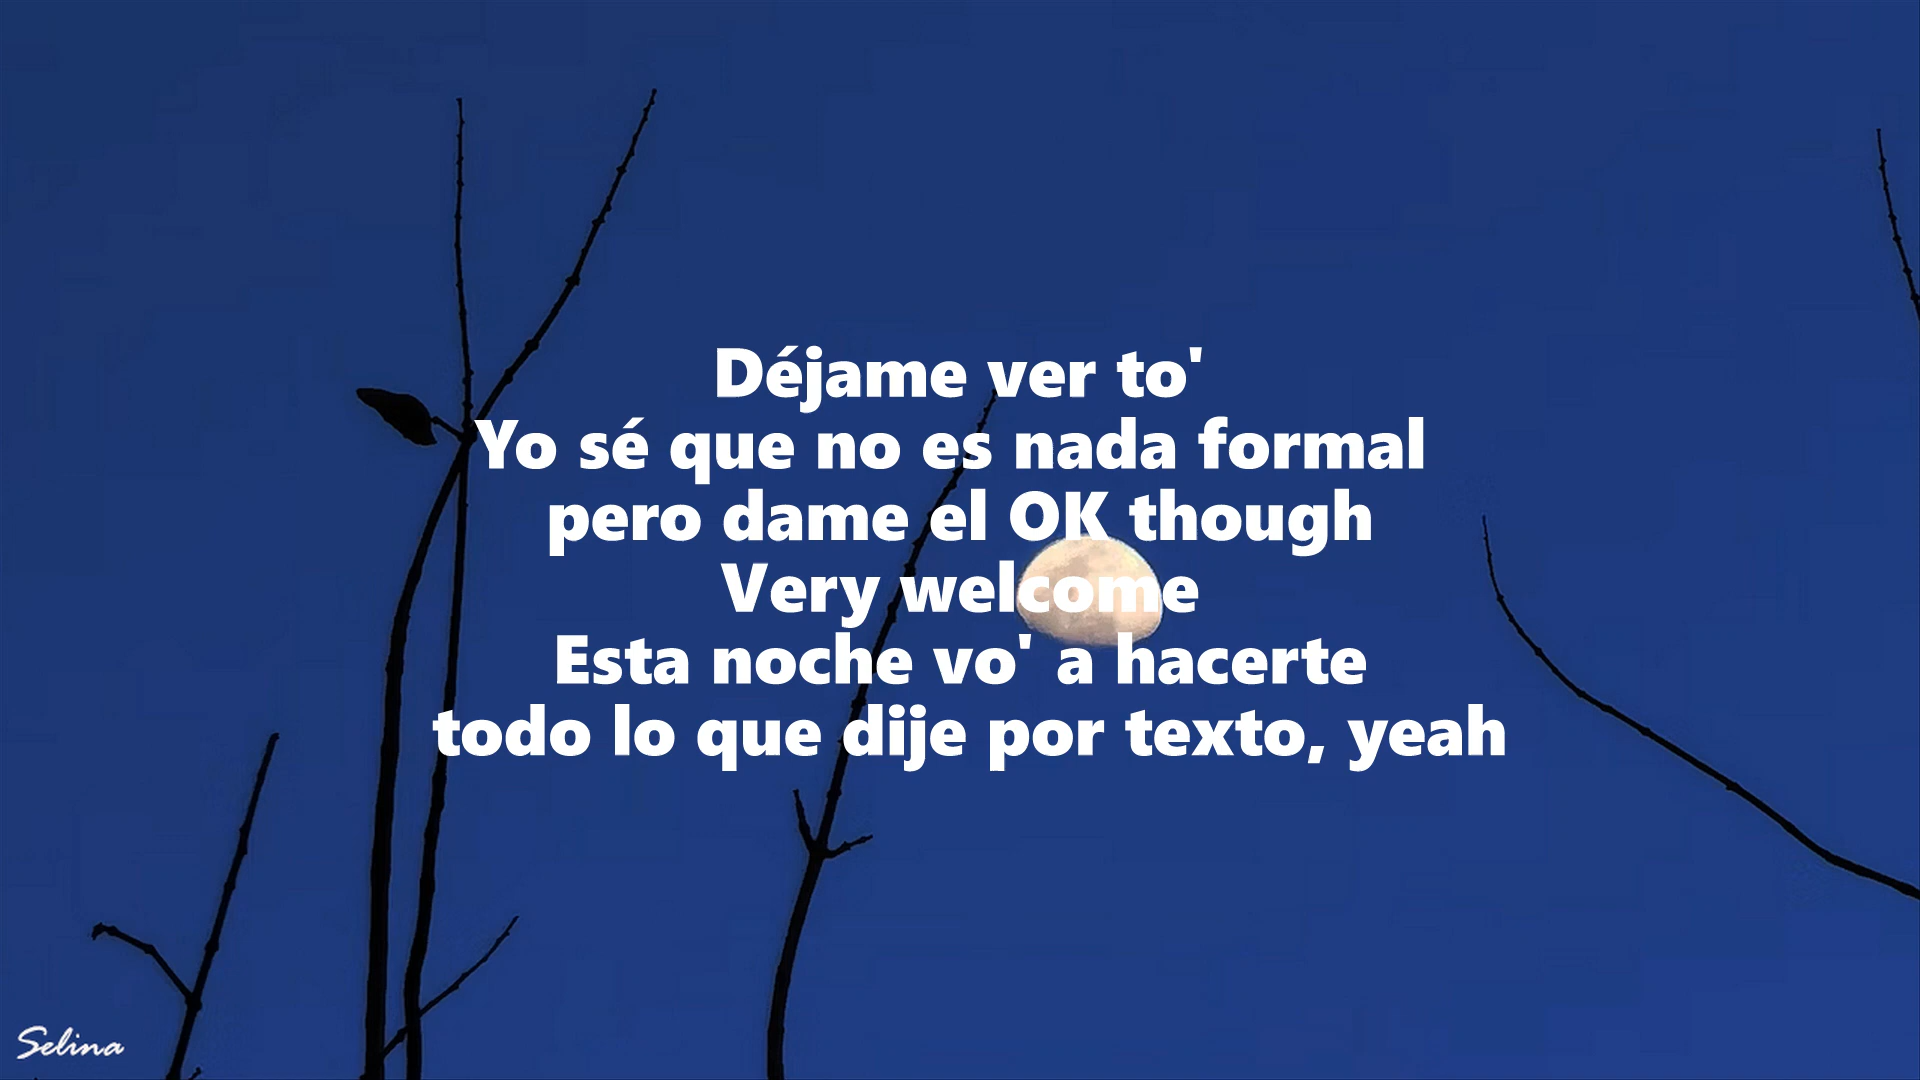 Déjame ver to'
Yo sé que no es nada formal
pero dame el OK though
Very welcome
Esta noche vo' a hacerte
todo lo que dije por texto, yeah
Selina